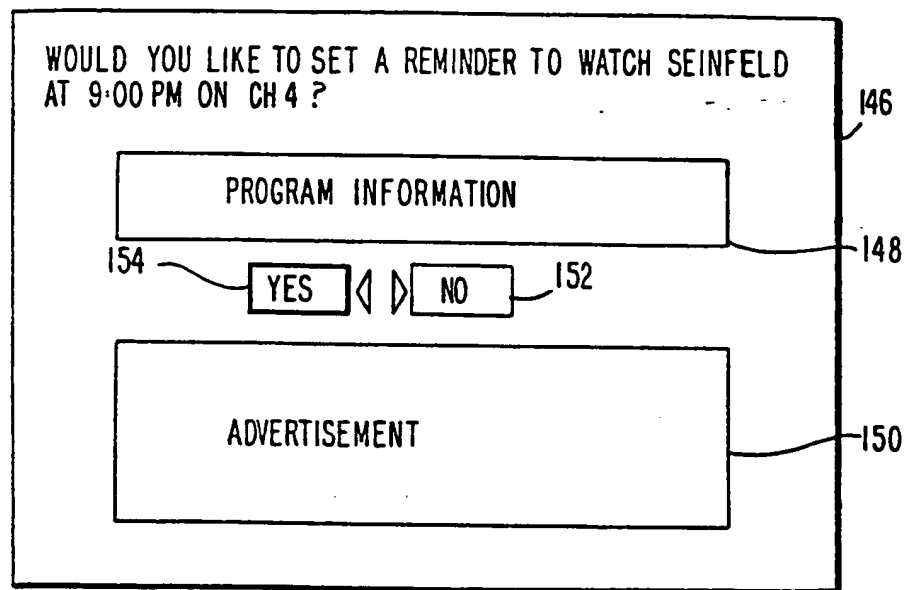 WOULD YOU LIKE TO SET A REMINDER TO WATCH SEINFELD
AT 9:00 PM ON CH 4 ?
146
PROGRAM INFORMATION
148
154
YES
NO
152
ADVERTISEMENT
150